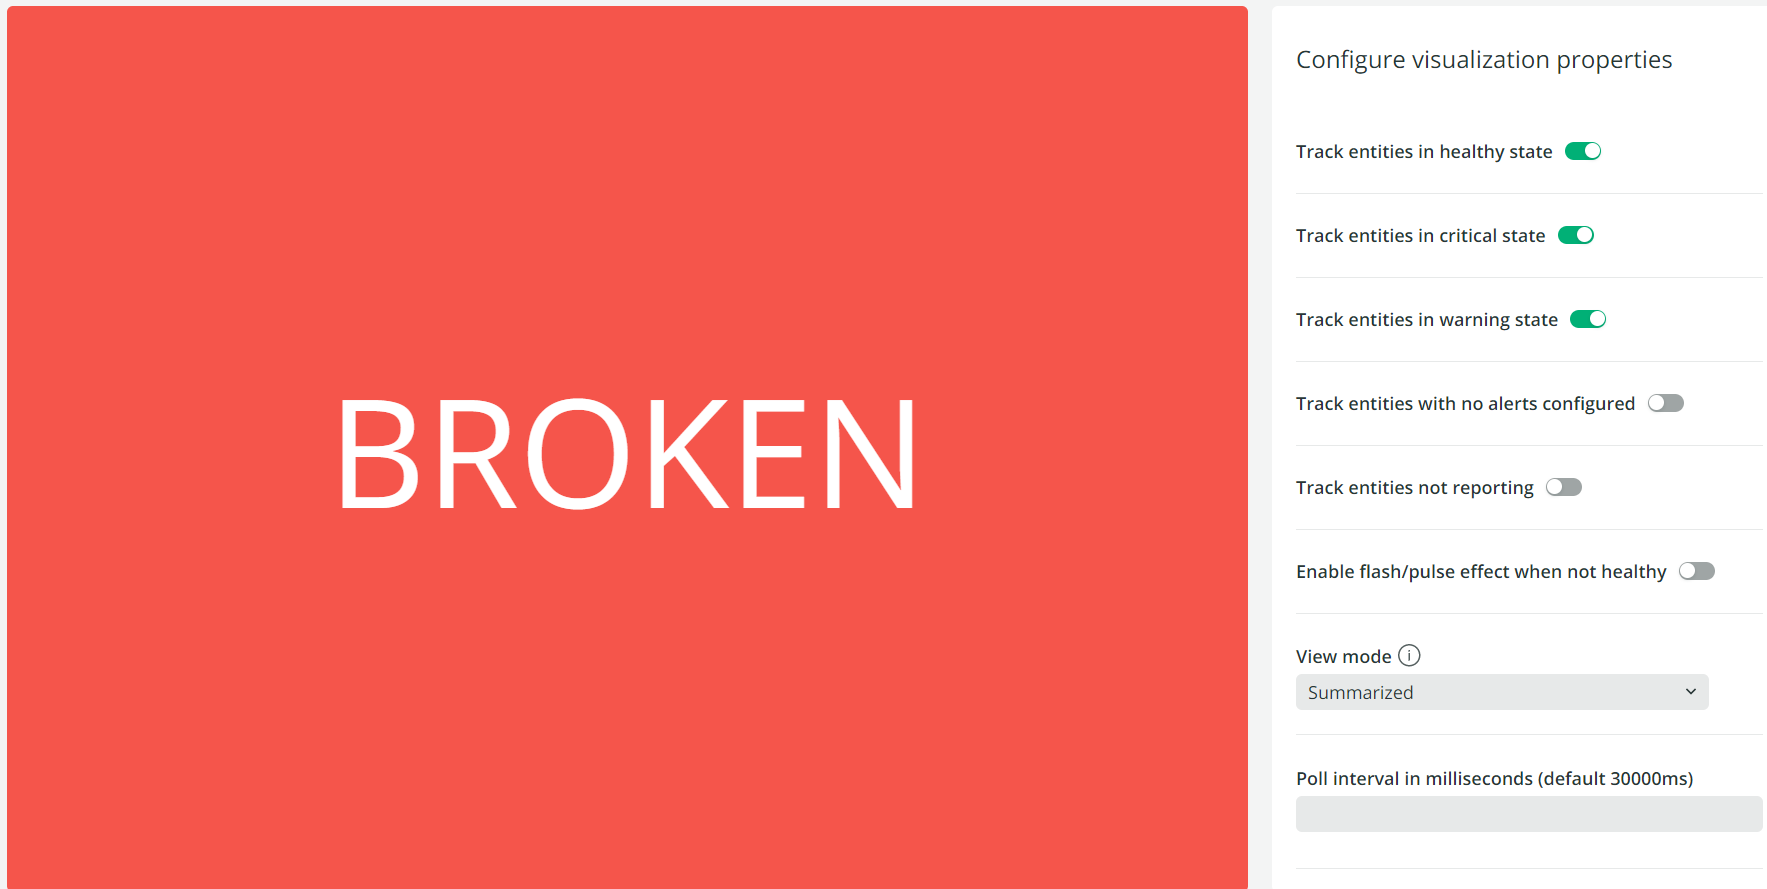 BROKEN
Configure visualization properties
Track entities in healthy state
Track entities in critical state
Track entities in warning state
Track entities with no alerts configured
Track entities not reporting
Enable flash/pulse effect when not healthy
View mode
Summarized
Poll interval in milliseconds (default 30000ms)